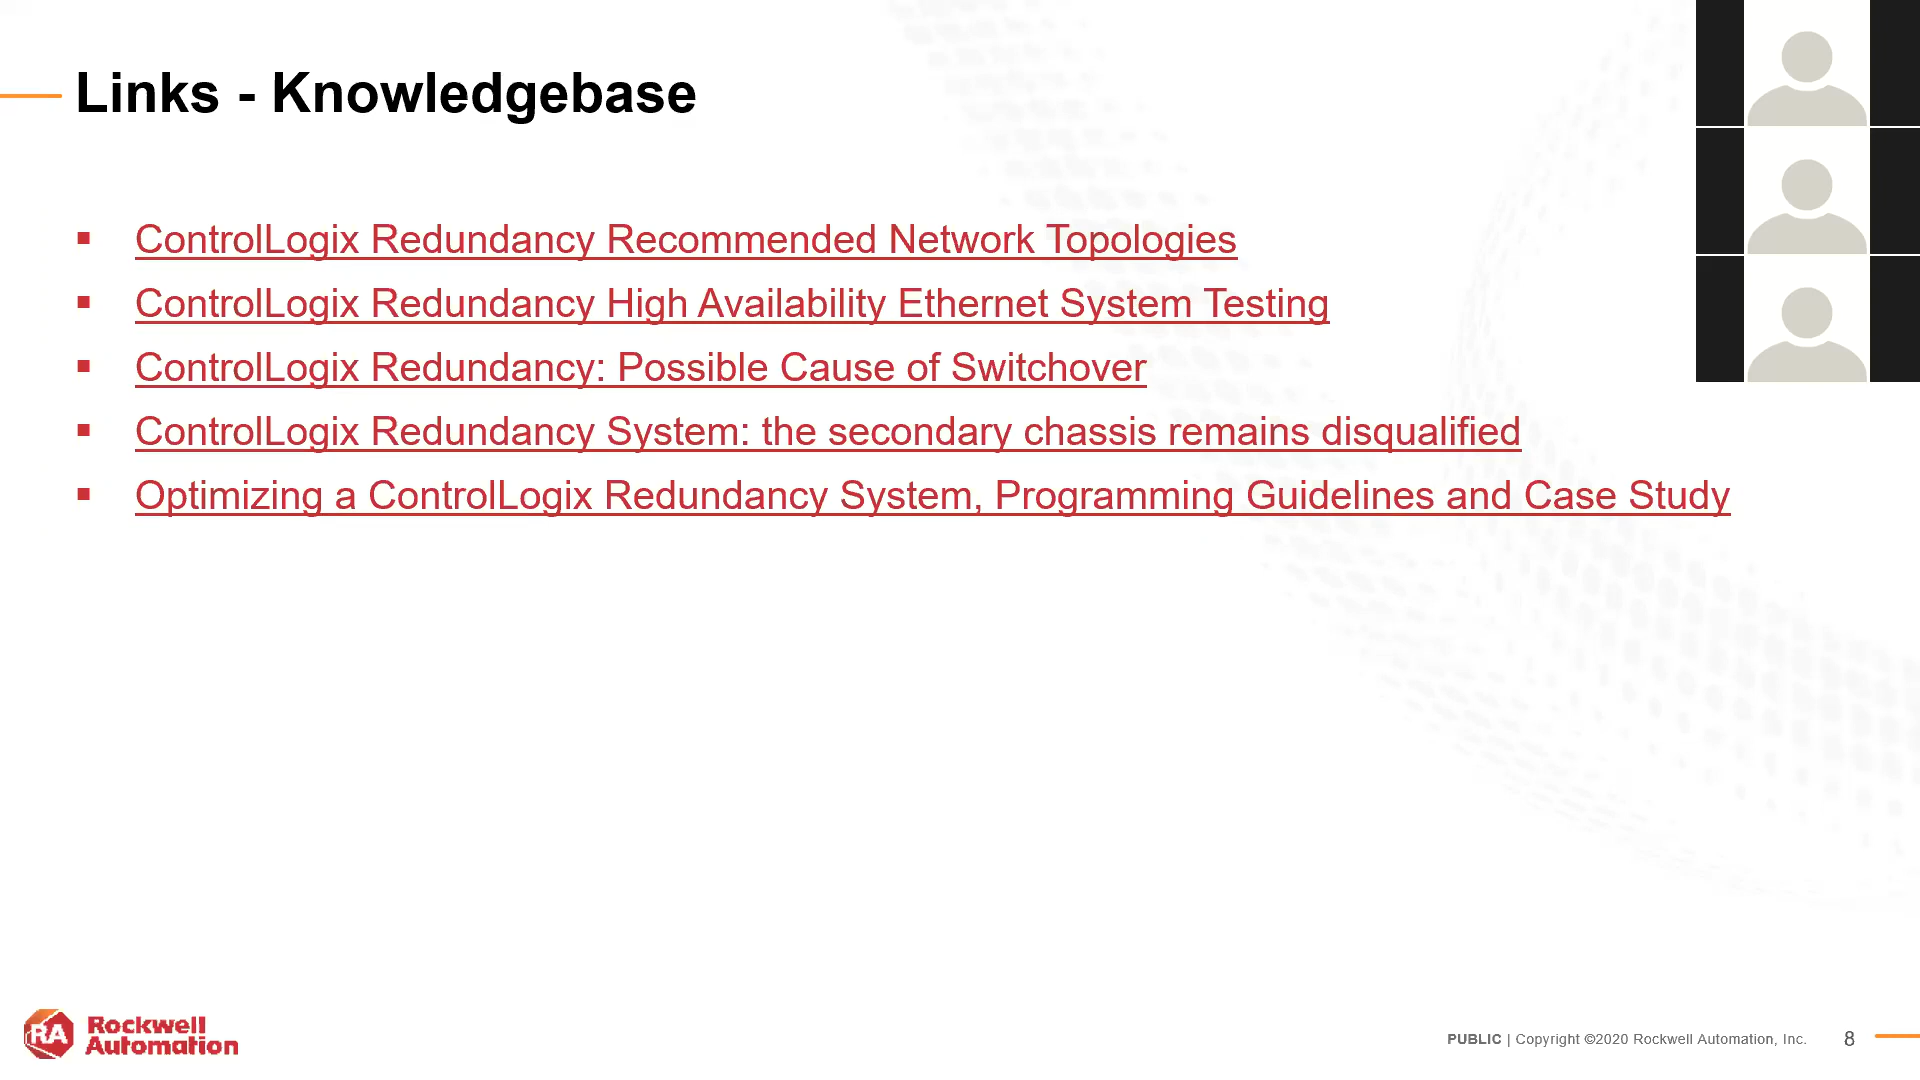 Links - Knowledgebase
▪ ControlLogix Redundancy Recommended Network Topologies
▪ ControlLogix Redundancy High Availability Ethernet System Testing
▪ ControlLogix Redundancy: Possible Cause of Switchover
▪ ControlLogix Redundancy System: the secondary chassis remains disqualified
▪ Optimizing a ControlLogix Redundancy System, Programming Guidelines and Case Study
RA Rockwell
Automation
PUBLIC | Copyright ©2020 Rockwell Automation, Inc. 8